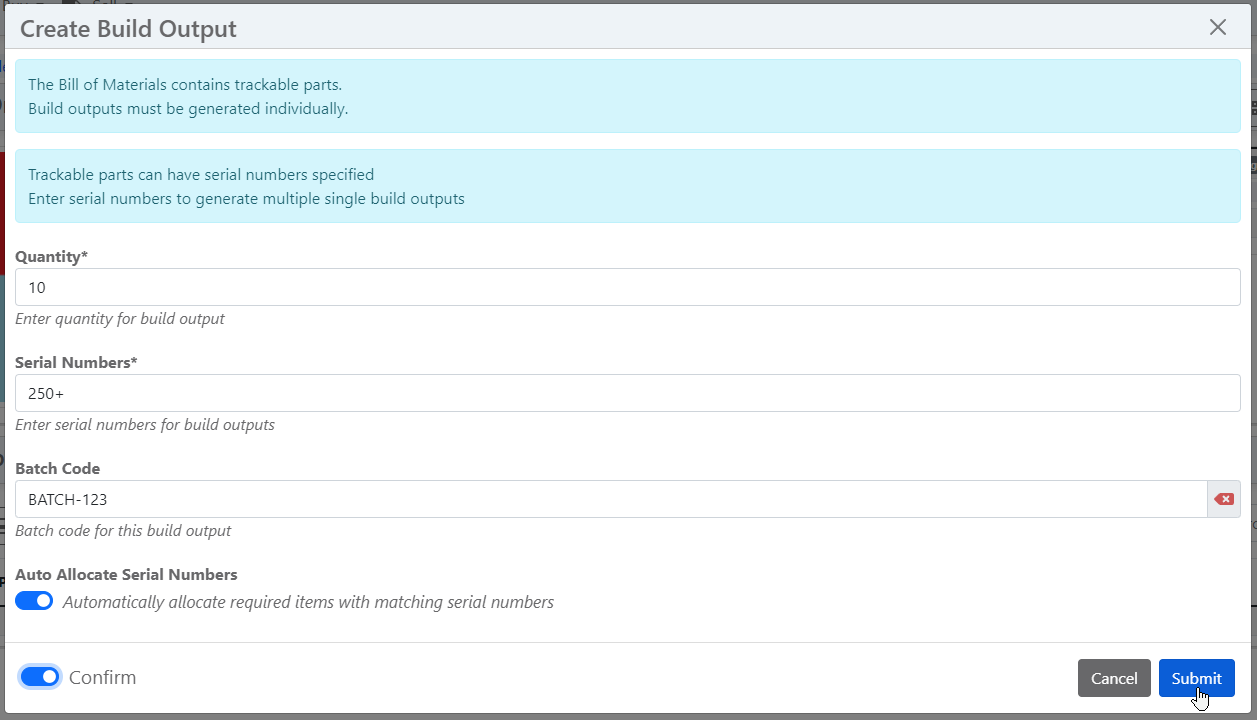 Create Build Output
The Bill of Materials contains trackable parts.
Build outputs must be generated individually.
Trackable parts can have serial numbers specified
Enter serial numbers to generate multiple single build outputs
Quantity*
10
Enter quantity for build output
Serial Numbers*
250+
Enter serial numbers for build outputs
Batch Code
BATCH-123
Batch code for this build output
Auto Allocate Serial Numbers
Automatically allocate required items with matching serial numbers
Confirm
Cancel
Submit